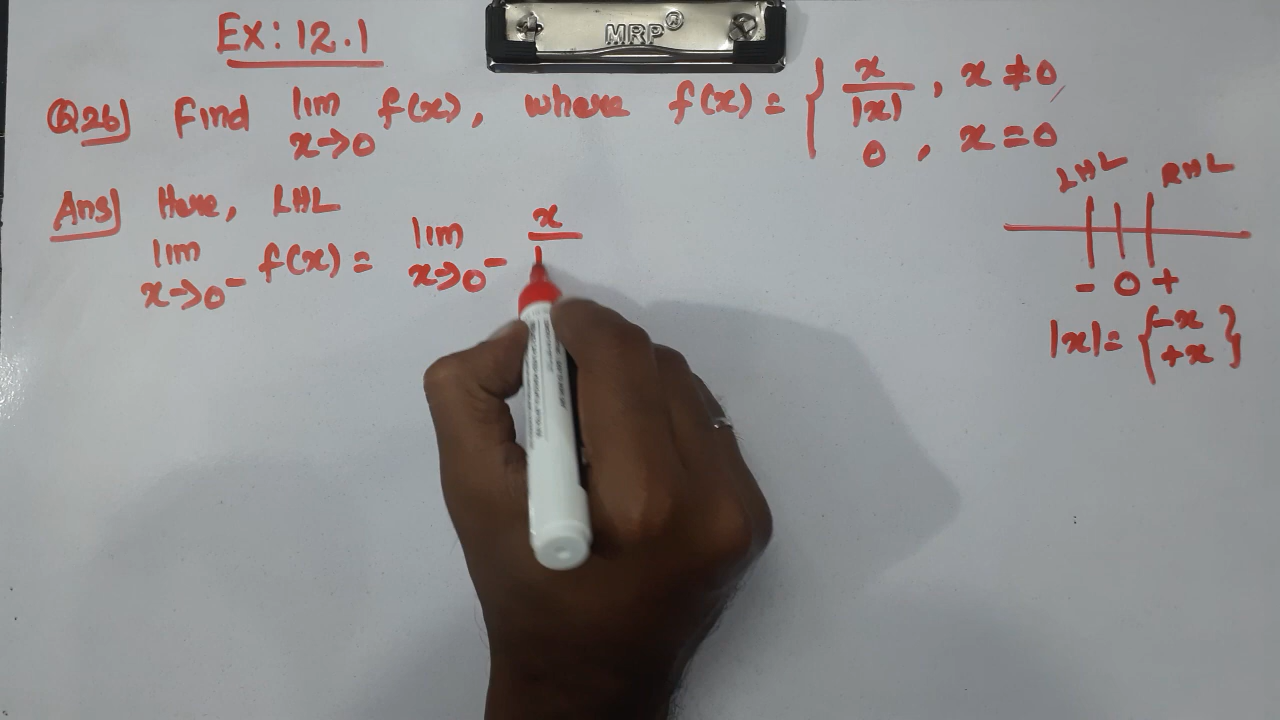 MRP®
Ex: 12.1
Q26) Find lim x→0 f(x), where f(x) = { x/|x| , x ≠ 0,
0 , x = 0
LHL RHL
- 0 +
|x| = { -x
+x }
Ans) Here, LHL
lim x→0⁻ f(x) = lim x→0⁻ x/|